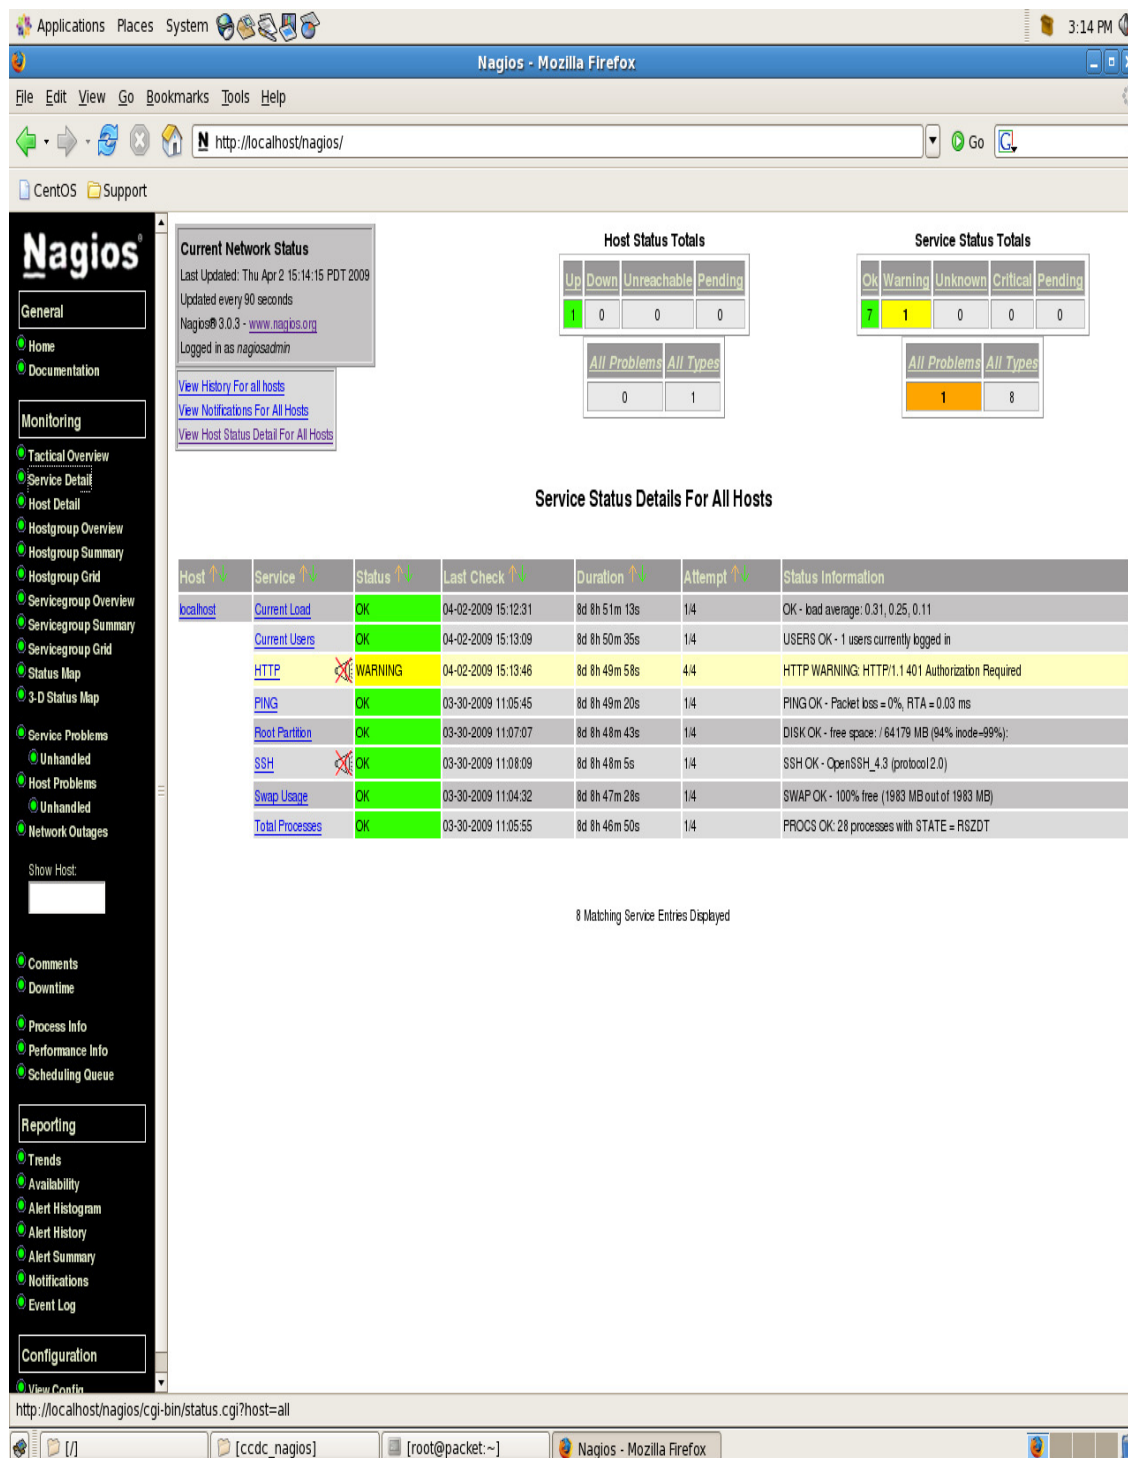 Applications Places System 3:14 PM
Nagios - Mozilla Firefox
File Edit View Go Bookmarks Tools Help
N http://localhost/nagios/ Go G
CentOS Support
Nagios®
General
Home
Documentation
Monitoring
Tactical Overview
Service Detail
Host Detail
Hostgroup Overview
Hostgroup Summary
Hostgroup Grid
Servicegroup Overview
Servicegroup Summary
Servicegroup Grid
Status Map
3-D Status Map
Service Problems
Unhandled
Host Problems
Unhandled
Network Outages
Show Host:
Comments
Downtime
Process Info
Performance Info
Scheduling Queue
Reporting
Trends
Availability
Alert Histogram
Alert History
Alert Summary
Notifications
Event Log
Configuration
View Config
Current Network Status
Last Updated: Thu Apr 2 15:14:15 PDT 2009
Updated every 90 seconds
Nagios® 3.0.3 - www.nagios.org
Logged in as nagiosadmin
View History For all hosts
View Notifications For All Hosts
View Host Status Detail For All Hosts
Host Status Totals
Up Down Unreachable Pending
1 0 0 0
All Problems All Types
0 1
Service Status Totals
Ok Warning Unknown Critical Pending
7 1 0 0 0
All Problems All Types
1 8
Service Status Details For All Hosts
Host Service Status Last Check Duration Attempt Status Information
localhost Current Load OK 04-02-2009 15:12:31 8d 8h 51m 13s 1/4 OK - load average: 0.31, 0.25, 0.11
Current Users OK 04-02-2009 15:13:09 8d 8h 50m 35s 1/4 USERS OK - 1 users currently logged in
HTTP WARNING 04-02-2009 15:13:46 8d 8h 49m 58s 4/4 HTTP WARNING: HTTP/1.1 401 Authorization Required
PING OK 03-30-2009 11:05:45 8d 8h 49m 20s 1/4 PING OK - Packet loss = 0%, RTA = 0.03 ms
Root Partition OK 03-30-2009 11:07:07 8d 8h 48m 43s 1/4 DISK OK - free space: / 64179 MB (94% inode=99%):
SSH OK 03-30-2009 11:08:09 8d 8h 48m 5s 1/4 SSH OK - OpenSSH_4.3 (protocol 2.0)
Swap Usage OK 03-30-2009 11:04:32 8d 8h 47m 28s 1/4 SWAP OK - 100% free (1983 MB out of 1983 MB)
Total Processes OK 03-30-2009 11:05:55 8d 8h 46m 50s 1/4 PROCS OK: 28 processes with STATE = RSZDT
8 Matching Service Entries Displayed
http://localhost/nagios/cgi-bin/status.cgi?host=all
[/] [ccdc_nagios] [root@packet:~] Nagios - Mozilla Firefox